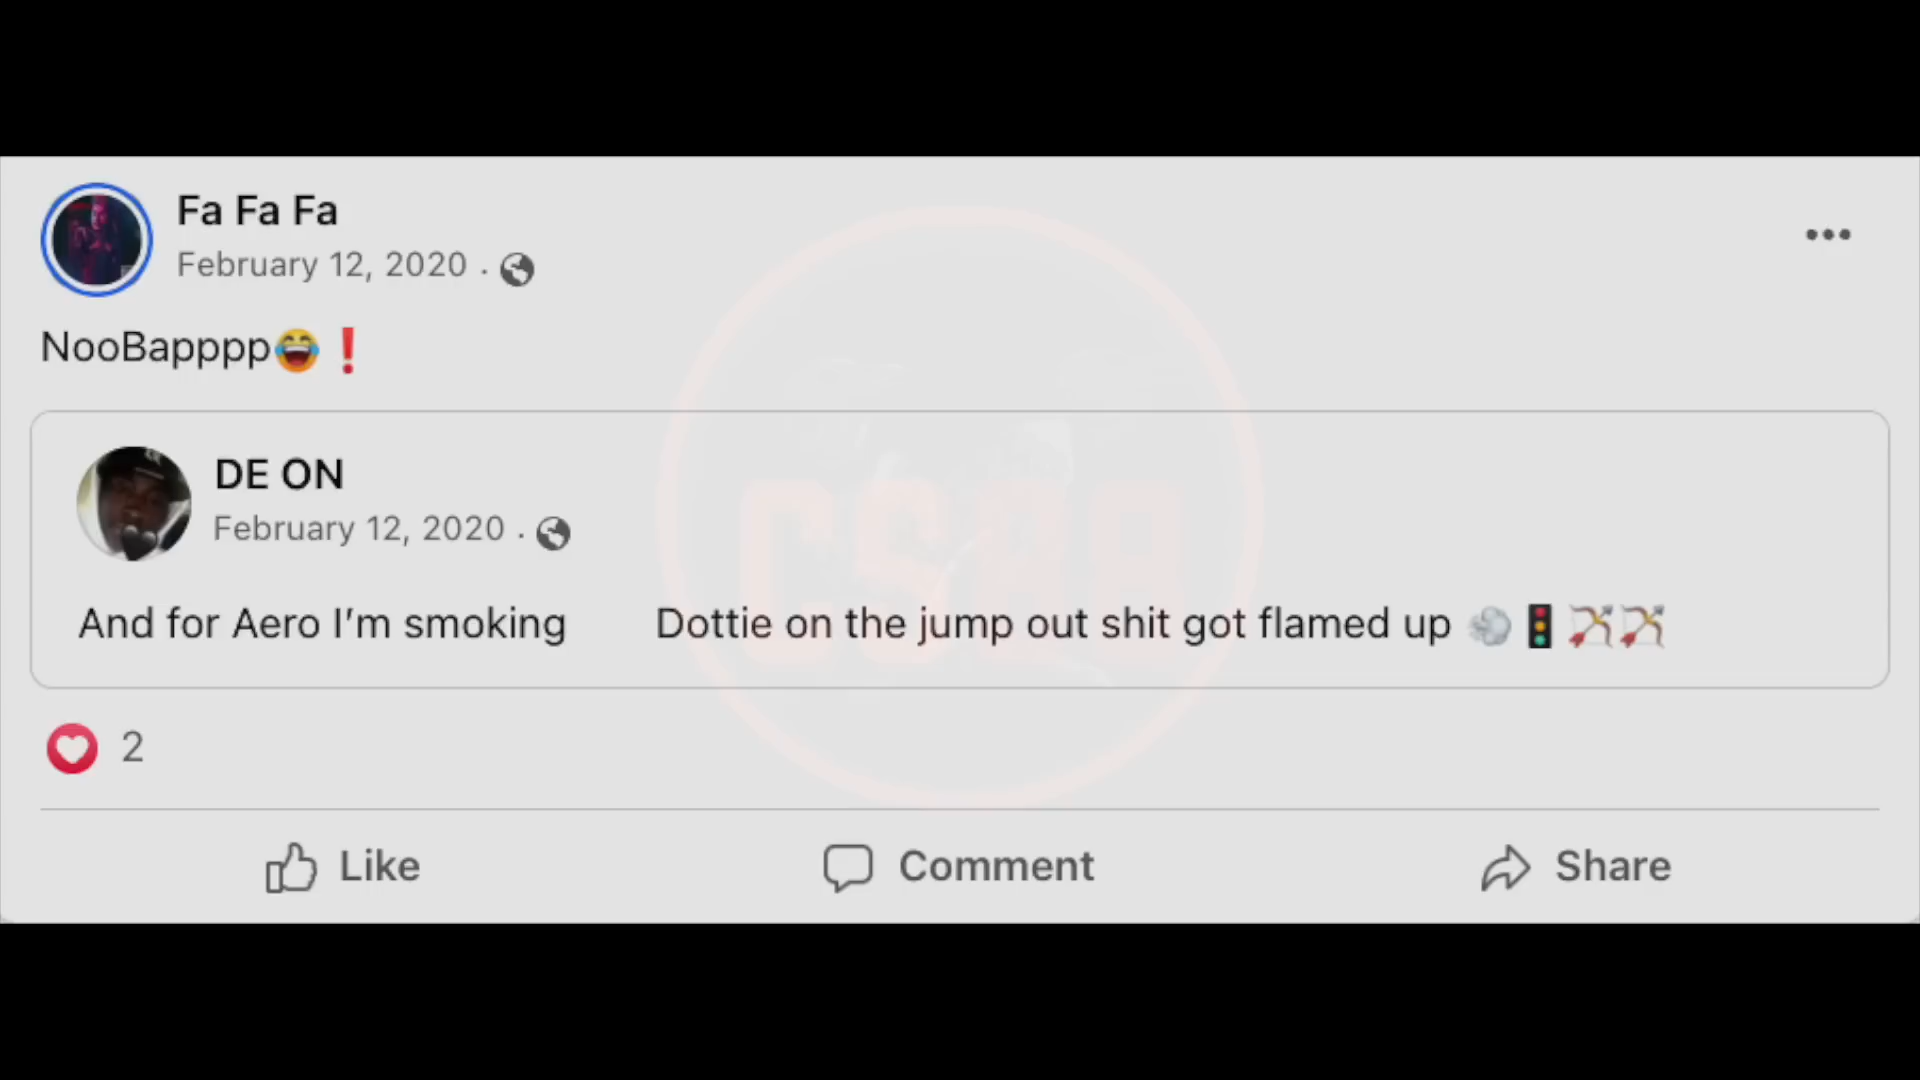 Fa Fa Fa
February 12, 2020 ·
NooBapppp😂❗
DE ON
February 12, 2020 ·
And for Aero I'm smoking Dottie on the jump out shit got flamed up 💨🚦🏹🏹
2
Like
Comment
Share
CSBB